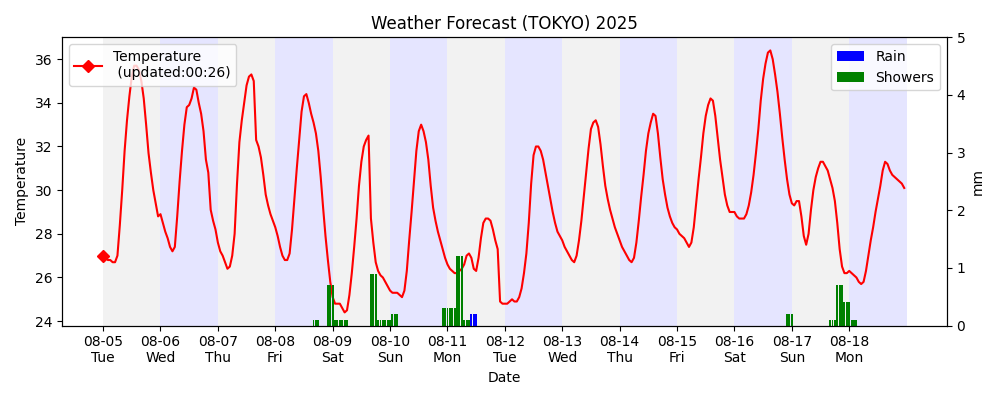 Weather Forecast (TOKYO) 2025
Temperature
(updated:00:26)
Rain
Showers
36
34
32
30
28
26
24
Temperature
5
4
3
2
1
0
mm
08-05 08-06 08-07 08-08 08-09 08-10 08-11 08-12 08-13 08-14 08-15 08-16 08-17 08-18
Tue Wed Thu Fri Sat Sun Mon Tue Wed Thu Fri Sat Sun Mon
Date